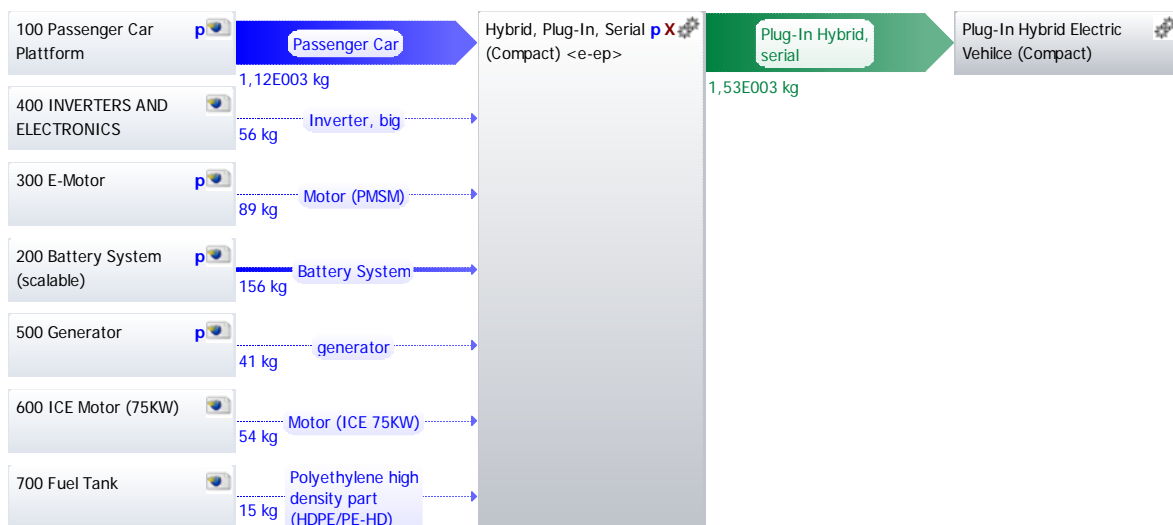 100 Passenger Car
Plattform
p
Passenger Car
1,12E003 kg
Hybrid, Plug-In, Serial p X
(Compact) <e-ep>
Plug-In Hybrid,
serial
1,53E003 kg
Plug-In Hybrid Electric
Vehilce (Compact)
400 INVERTERS AND
ELECTRONICS
Inverter, big
56 kg
300 E-Motor
p
Motor (PMSM)
89 kg
200 Battery System
(scalable)
p
Battery System
156 kg
500 Generator
p
generator
41 kg
600 ICE Motor (75KW)
Motor (ICE 75KW)
54 kg
700 Fuel Tank
Polyethylene high
density part
(HDPE/PE-HD)
15 kg